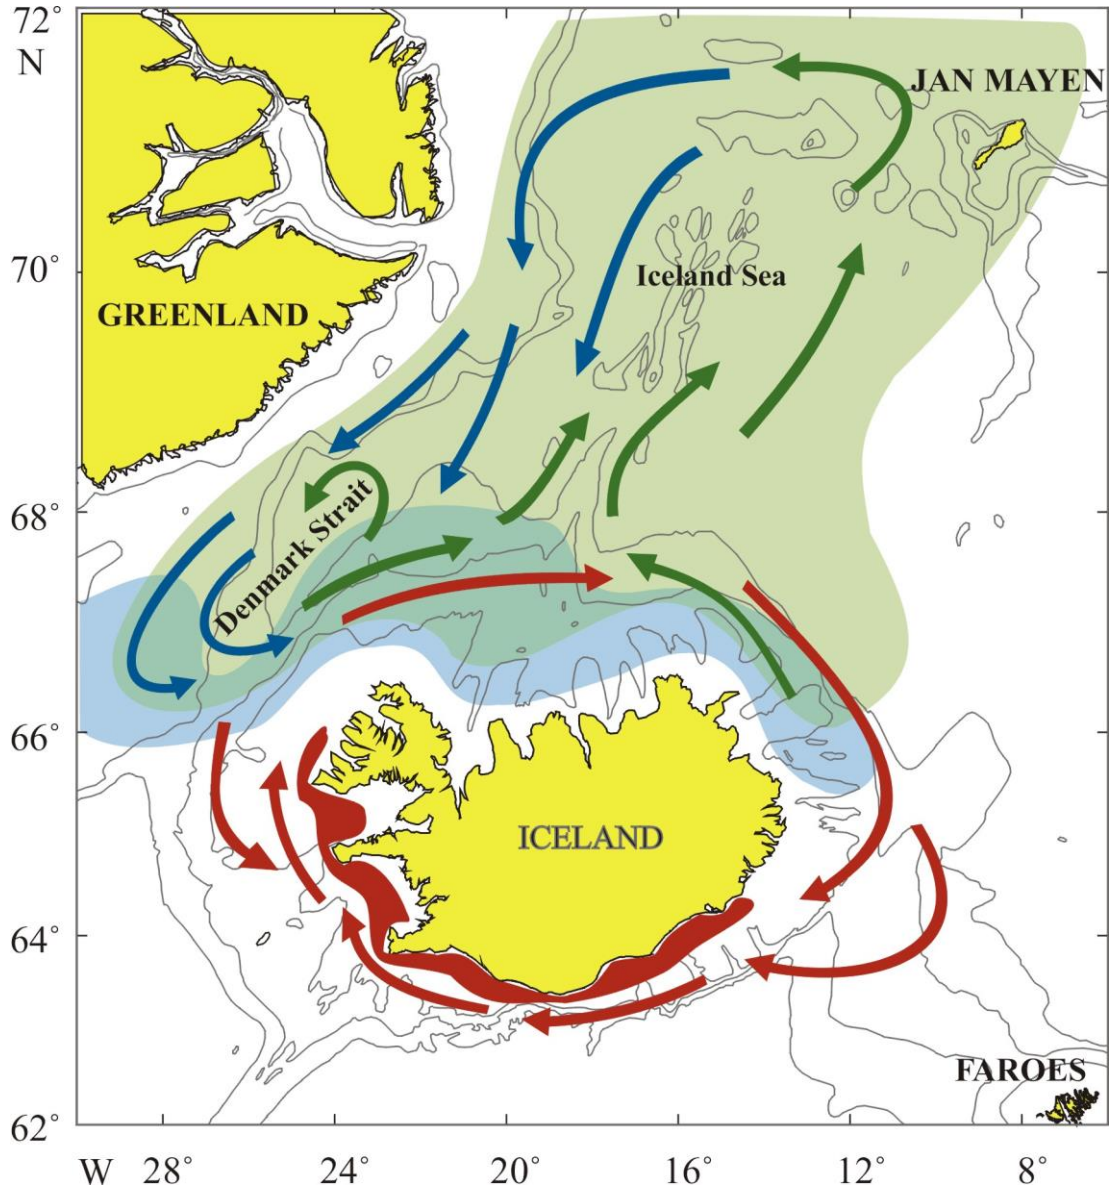 72°
N
JAN MAYEN
70°
Iceland Sea
GREENLAND
68°
Denmark Strait
66°
ICELAND
64°
FAROES
62°
W 28° 24° 20° 16° 12° 8°